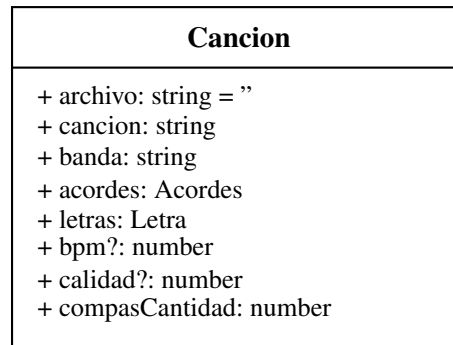 Cancion
+ archivo: string = ”
+ cancion: string
+ banda: string
+ acordes: Acordes
+ letras: Letra
+ bpm?: number
+ calidad?: number
+ compasCantidad: number